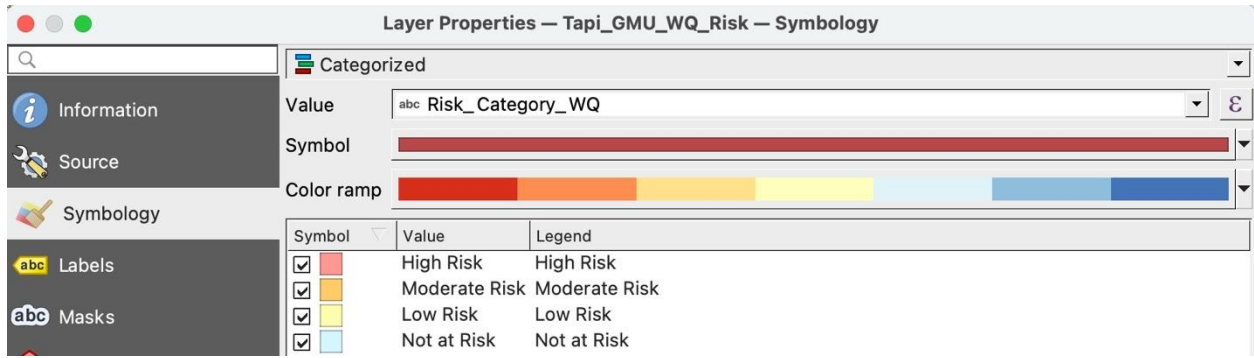 Layer Properties — Tapi_GMU_WQ_Risk — Symbology
Categorized
Information
Value abc Risk_Category_WQ ε
Symbol
Source
Color ramp
Symbology
Symbol Value Legend
abc Labels
High Risk High Risk
Moderate Risk Moderate Risk
Low Risk Low Risk
abc Masks
Not at Risk Not at Risk